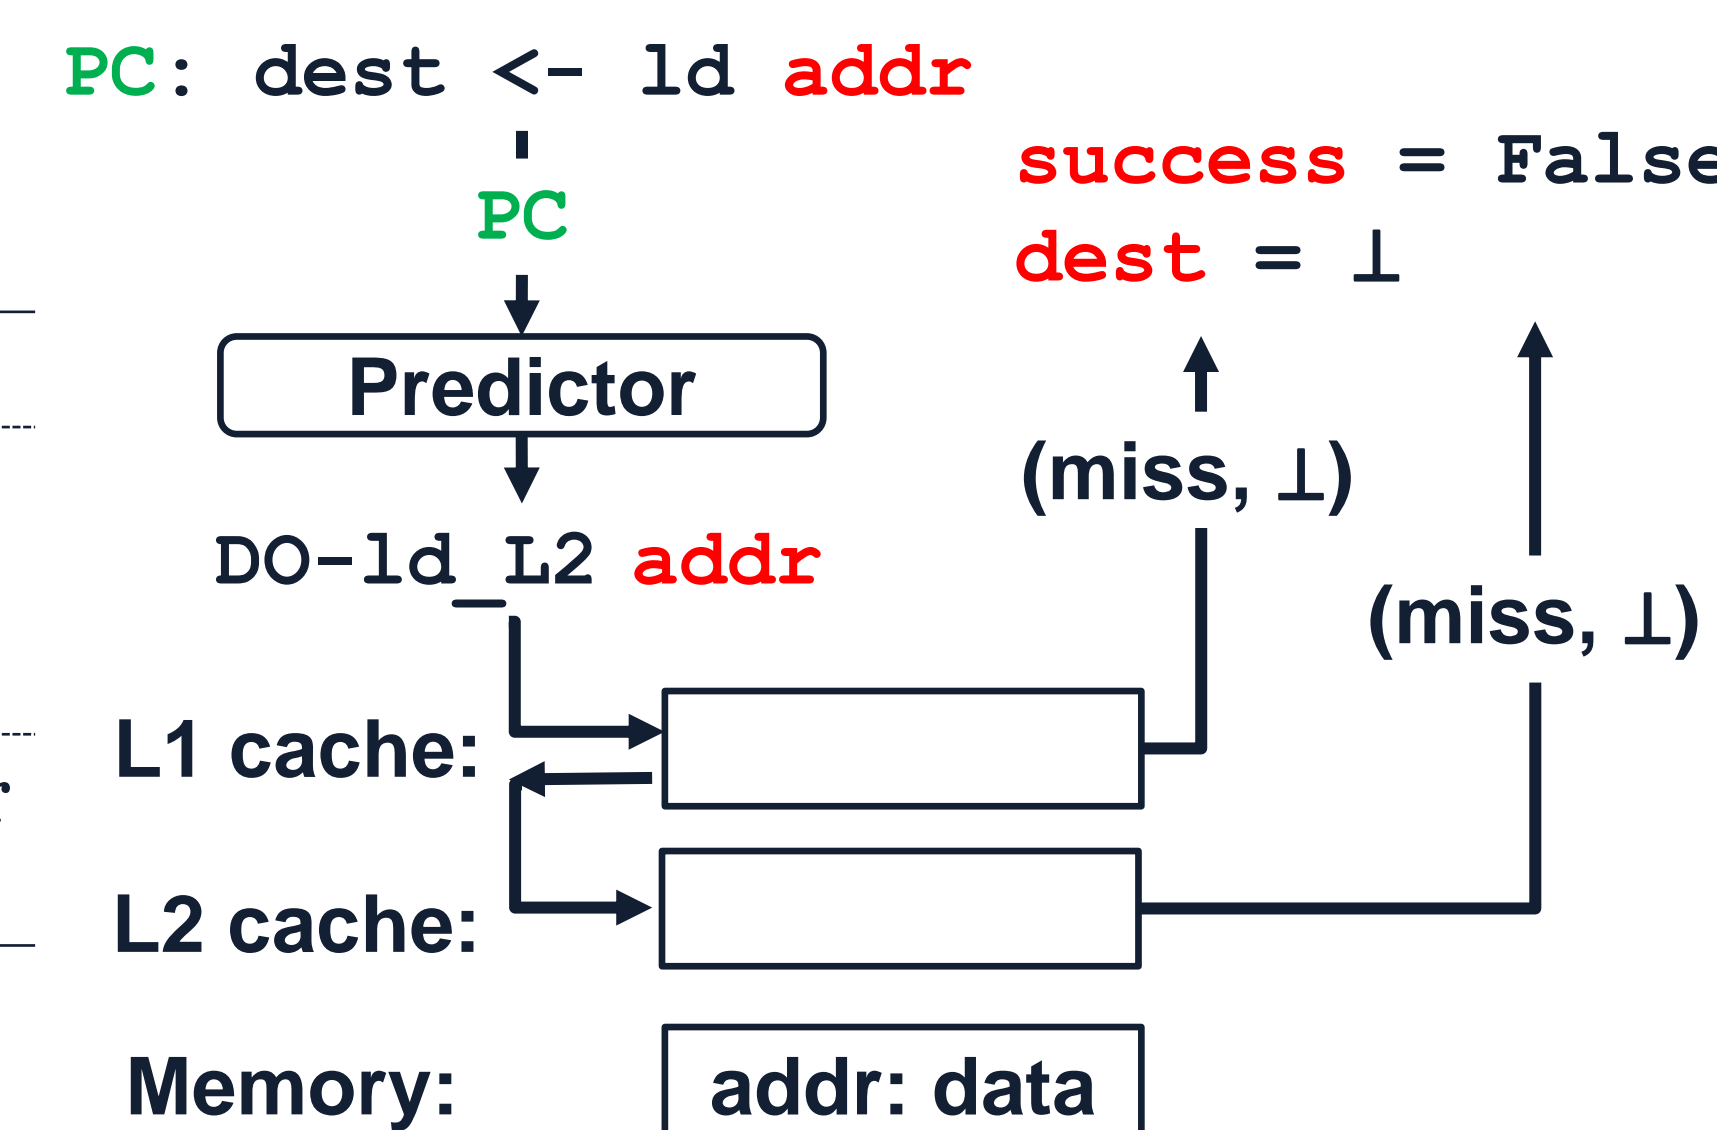 PC: dest <- ld addr
success = False
PC
dest = ⊥
Predictor
(miss, ⊥)
DO-ld_L2 addr
(miss, ⊥)
L1 cache:
L2 cache:
Memory: addr: data